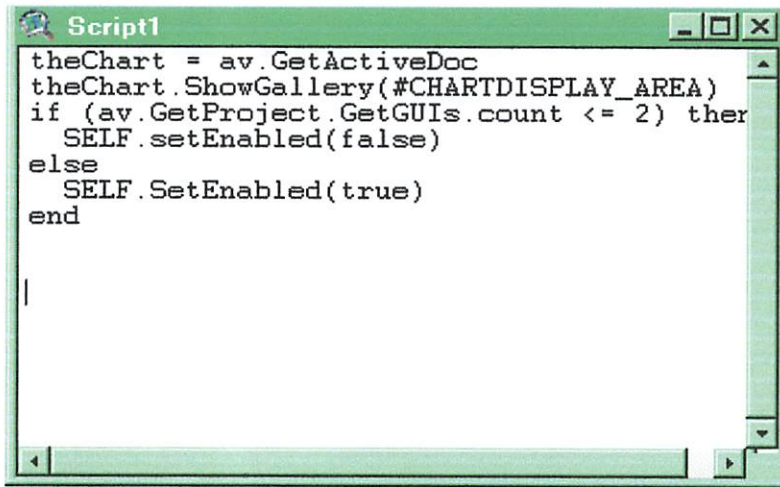 Script1
theChart = av.GetActiveDoc
theChart.ShowGallery(#CHARTDISPLAY_AREA)
if (av.GetProject.GetGUIs.count <= 2) ther
  SELF.setEnabled(false)
else
  SELF.SetEnabled(true)
end